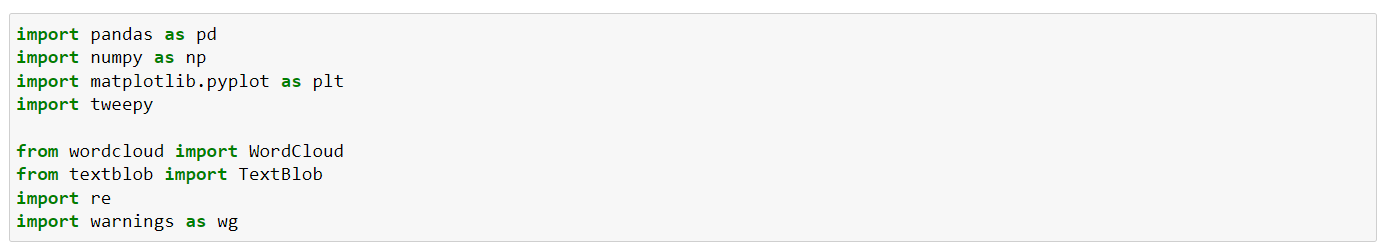 import pandas as pd
import numpy as np
import matplotlib.pyplot as plt
import tweepy
from wordcloud import WordCloud
from textblob import TextBlob
import re
import warnings as wg